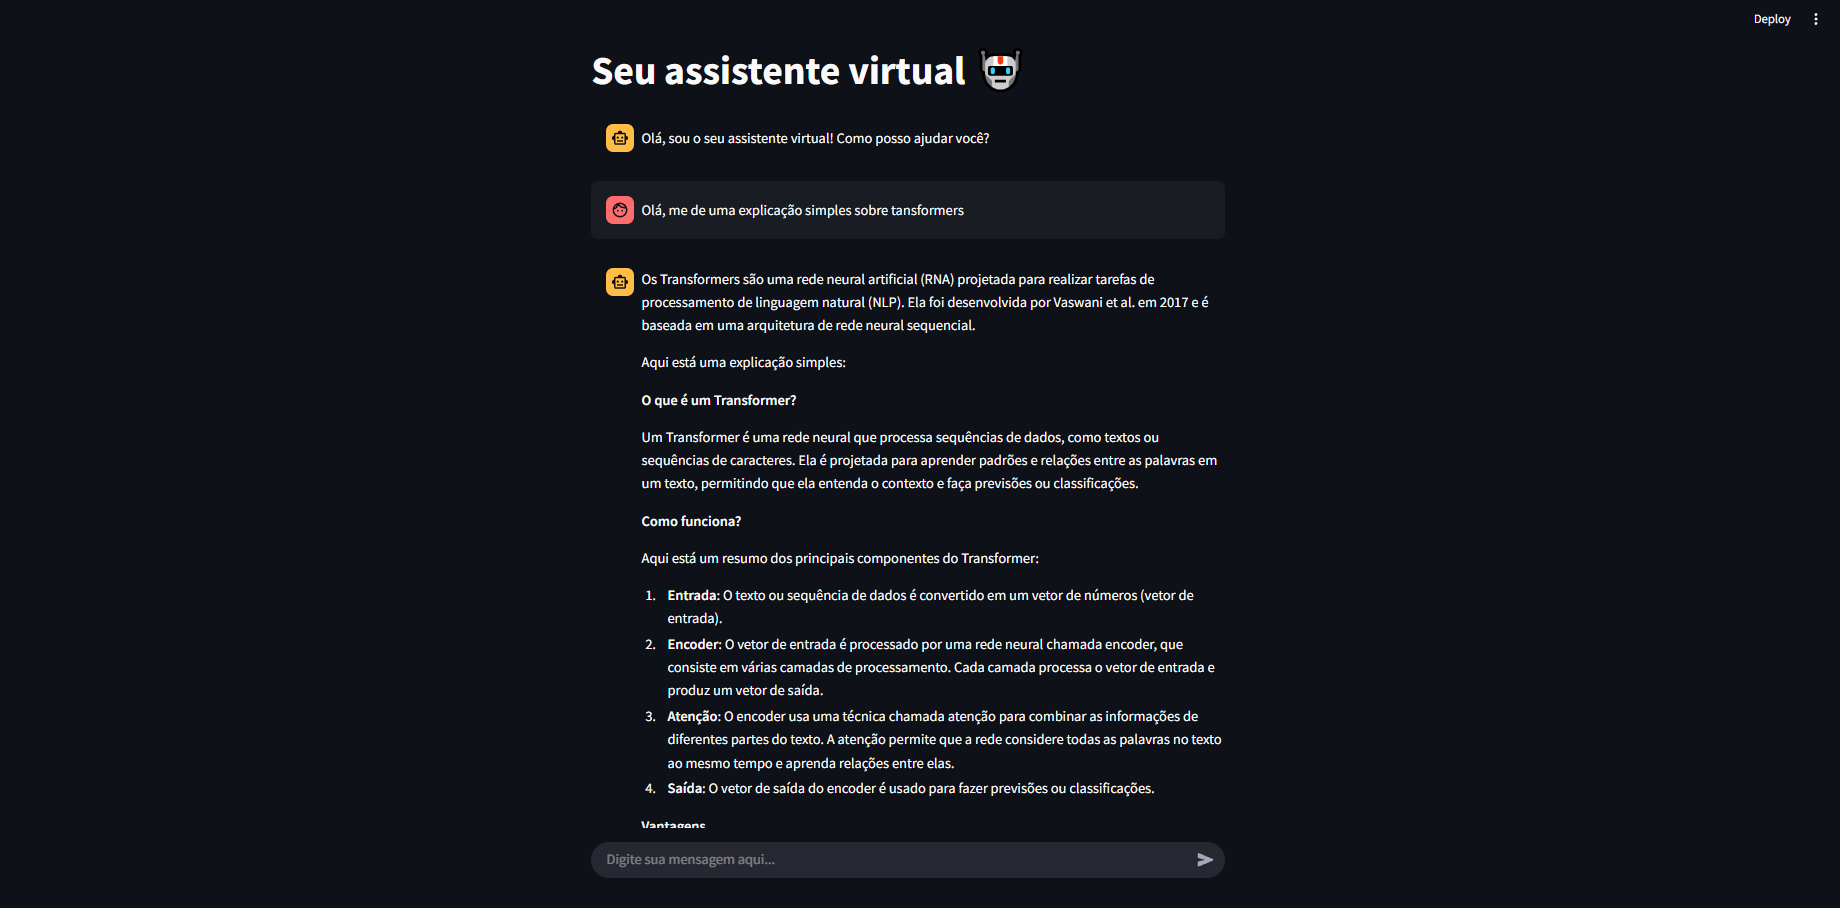 Deploy
Seu assistente virtual
Olá, sou o seu assistente virtual! Como posso ajudar você?
Olá, me de uma explicação simples sobre tansformers
Os Transformers são uma rede neural artificial (RNA) projetada para realizar tarefas de
processamento de linguagem natural (NLP). Ela foi desenvolvida por Vaswani et al. em 2017 e é
baseada em uma arquitetura de rede neural sequencial.
Aqui está uma explicação simples:
O que é um Transformer?
Um Transformer é uma rede neural que processa sequências de dados, como textos ou
sequências de caracteres. Ela é projetada para aprender padrões e relações entre as palavras em
um texto, permitindo que ela entenda o contexto e faça previsões ou classificações.
Como funciona?
Aqui está um resumo dos principais componentes do Transformer:
1. Entrada: O texto ou sequência de dados é convertido em um vetor de números (vetor de
entrada).
2. Encoder: O vetor de entrada é processado por uma rede neural chamada encoder, que
consiste em várias camadas de processamento. Cada camada processa o vetor de entrada e
produz um vetor de saída.
3. Atenção: O encoder usa uma técnica chamada atenção para combinar as informações de
diferentes partes do texto. A atenção permite que a rede considere todas as palavras no texto
ao mesmo tempo e aprenda relações entre elas.
4. Saída: O vetor de saída do encoder é usado para fazer previsões ou classificações.
Vantagens
Digite sua mensagem aqui...